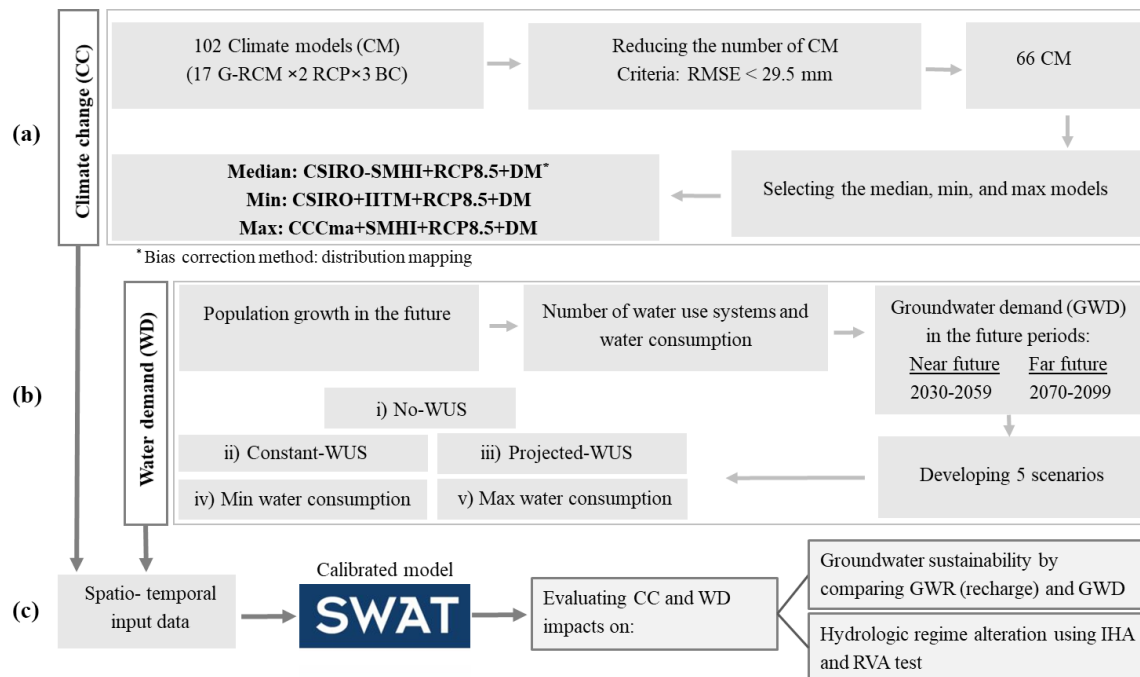 (a)
Climate change (CC)
102 Climate models (CM)
(17 G-RCM ×2 RCP×3 BC)
Reducing the number of CM
Criteria: RMSE < 29.5 mm
66 CM
Selecting the median, min, and max models
Median: CSIRO-SMHI+RCP8.5+DM*
Min: CSIRO+IITM+RCP8.5+DM
Max: CCCma+SMHI+RCP8.5+DM
* Bias correction method: distribution mapping
(b)
Water demand (WD)
Population growth in the future
Number of water use systems and
water consumption
Groundwater demand (GWD)
in the future periods:
Near future Far future
2030-2059 2070-2099
Developing 5 scenarios
i) No-WUS
ii) Constant-WUS
iii) Projected-WUS
iv) Min water consumption
v) Max water consumption
(c)
Spatio- temporal
input data
Calibrated model
SWAT
Evaluating CC and WD
impacts on:
Groundwater sustainability by
comparing GWR (recharge) and GWD
Hydrologic regime alteration using IHA
and RVA test